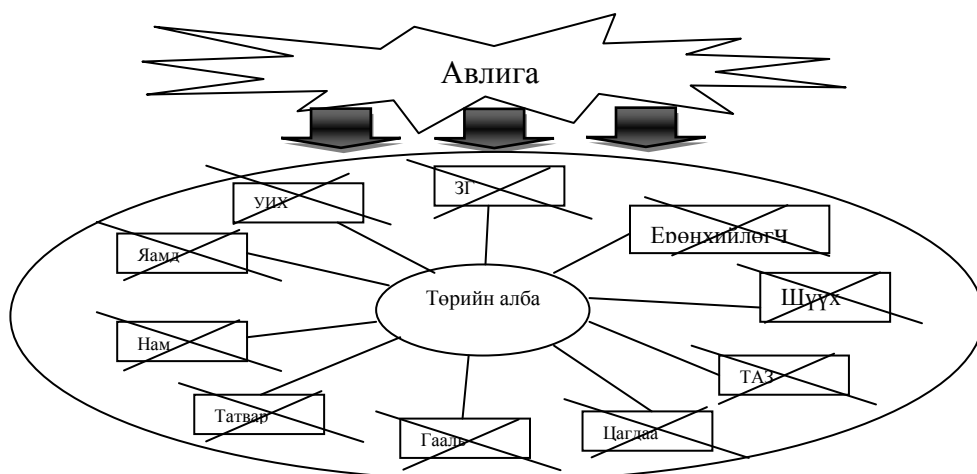 Авлига
ЗГ
УИХ
Ерөнхийлөгч
Яамд
Төрийн алба
Шүүх
Нам
ТАЗ
Татвар
Гааль
Цагдаа